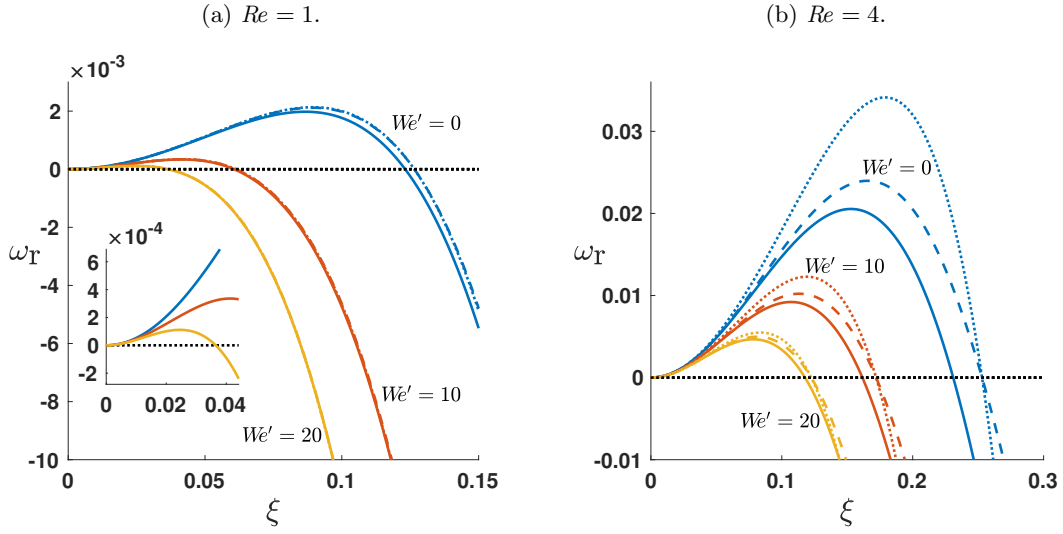 (a) Re = 1.
×10⁻³
2
0
-2
-4
-6
-8
-10
ωr
We′ = 0
We′ = 10
We′ = 20
×10⁻⁴
6
4
2
0
-2
0 0.02 0.04
0 0.05 0.1 0.15
ξ
(b) Re = 4.
0.03
0.02
0.01
0
-0.01
ωr
We′ = 0
We′ = 10
We′ = 20
0 0.1 0.2 0.3
ξ